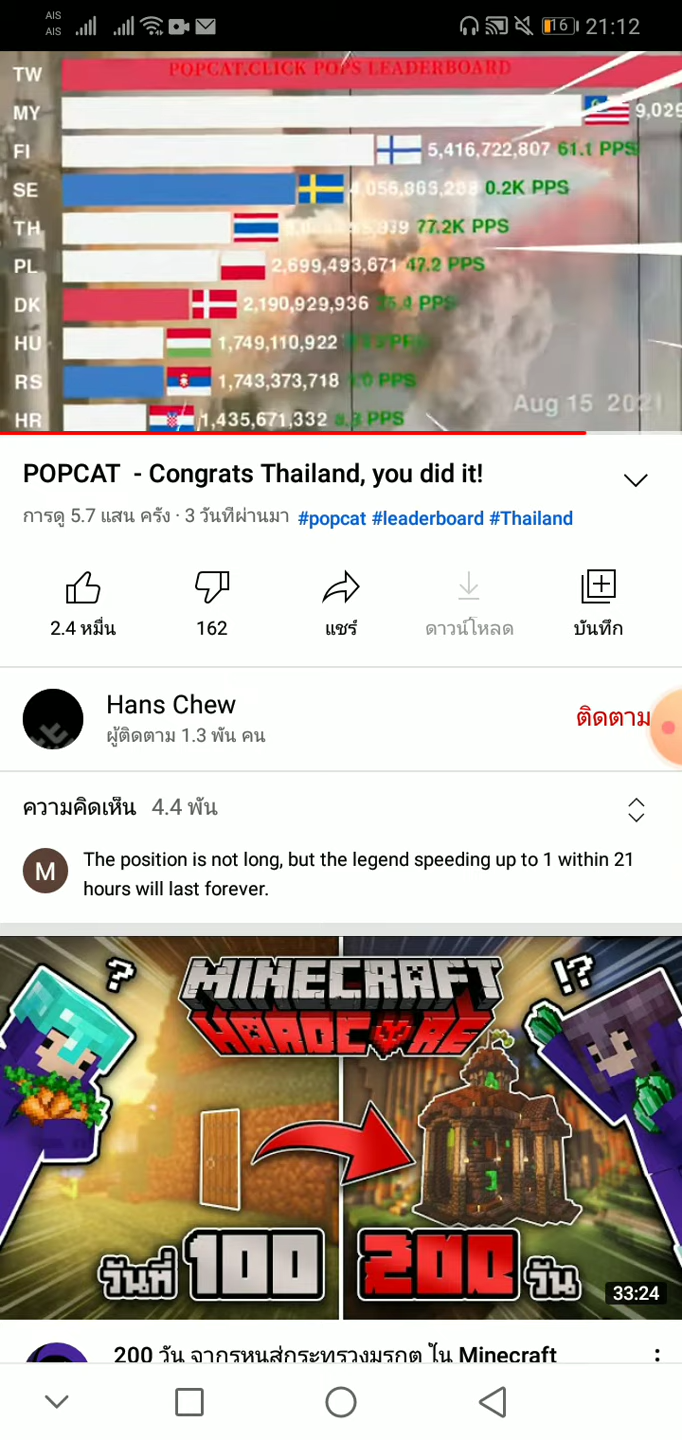 AIS
AIS
16 21:12
POPCAT.CLICK POPS LEADERBOARD
TW
MY 9,029
FI 5,416,722,807 61.1 PPS
SE 0.2K PPS
TH 77.2K PPS
PL 2,699,493,671 47.2 PPS
DK 2,190,929,936
HU 1,749,110,922
RS 1,743,373,718 PPS
HR 1,435,671,332 PPS
Aug 15 2021
POPCAT - Congrats Thailand, you did it!
การดู 5.7 แสน ครั้ง · 3 วันที่ผ่านมา #popcat #leaderboard #Thailand
2.4 หมื่น 162 แชร์ ดาวน์โหลด บันทึก
Hans Chew
ผู้ติดตาม 1.3 พัน คน
ติดตาม
ความคิดเห็น 4.4 พัน
M
The position is not long, but the legend speeding up to 1 within 21
hours will last forever.
? MINECRAFT !?
HARDCORE
วันที่ 100 200 วัน
33:24
200 วัน จากรูหนูสู่กระทรวงมรกต ใน Minecraft